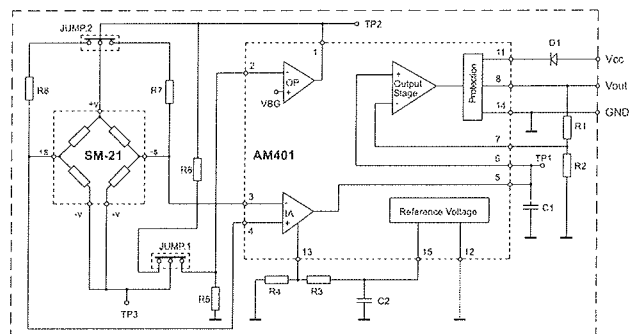 JUMP.2
TP2
1
11
D1
Vcc
R8
R7
2
-
OP
+
VBG
+
Output
Stage
-
Protection
8
Vout
14
GND
+V
R1
+S
SM-21
-S
AM401
7
R6
6
TP1
R2
5
3
-
IA
+
4
Reference Voltage
C1
-V
+V
JUMP.1
13
15
12
R5
R4
R3
C2
TP3